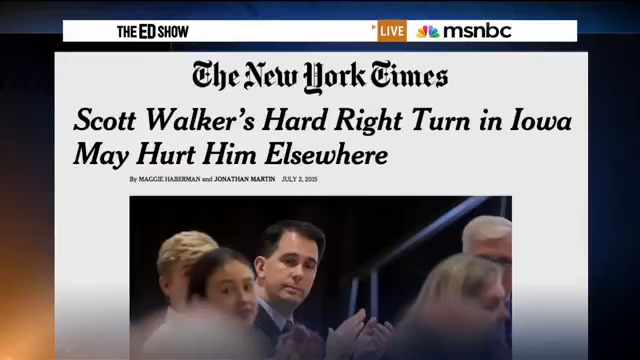 THE ED SHOW
LIVE msnbc
The New York Times
Scott Walker's Hard Right Turn in Iowa
May Hurt Him Elsewhere
By MAGGIE HABERMAN and JONATHAN MARTIN JULY 2, 2015